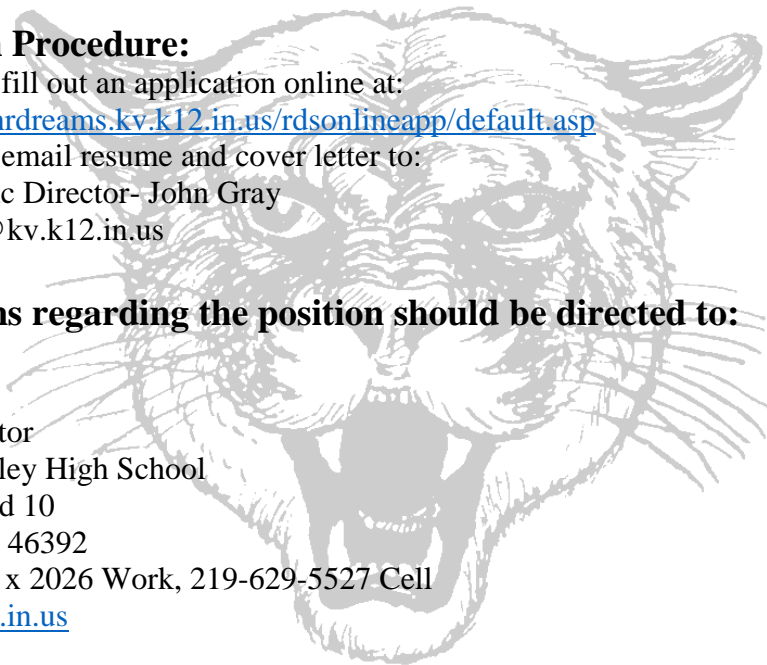 n Procedure:
fill out an application online at:
nrdreams.kv.k12.in.us/rdsonlineapp/default.asp
email resume and cover letter to:
c Director- John Gray
@kv.k12.in.us
ns regarding the position should be directed to:
tor
ley High School
d 10
46392
x 2026 Work, 219-629-5527 Cell
.in.us